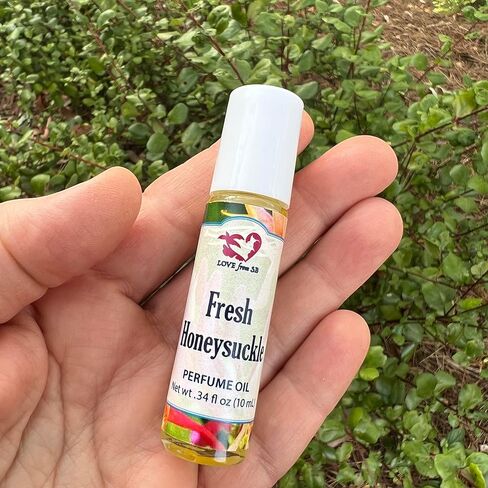 LOVE from SB
Fresh
Honeysuckle
PERFUME OIL
Net wt .34 fl oz (10 mL